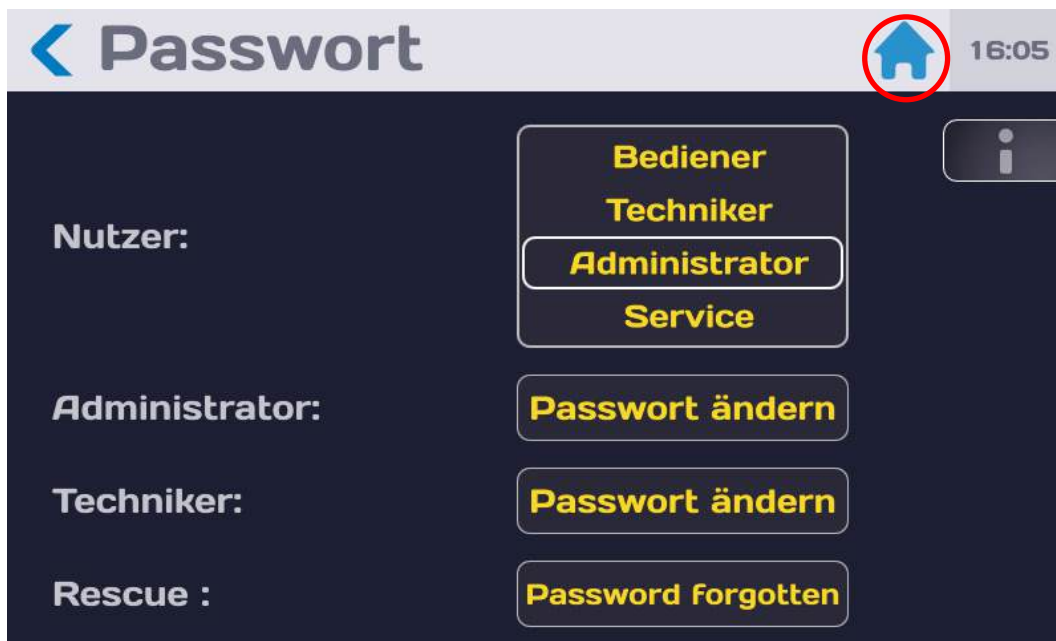 Passwort
16:05
Nutzer:
Bediener
Techniker
Administrator
Service
Administrator:
Passwort ändern
Techniker:
Passwort ändern
Rescue :
Password forgotten